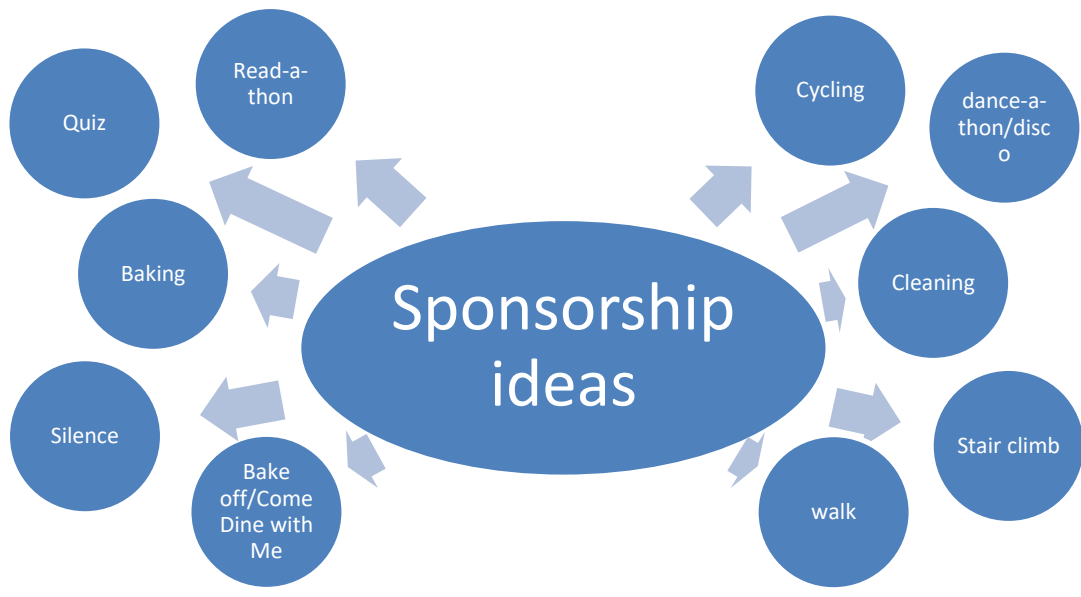 Read-a-
thon
Quiz
Baking
Silence
Bake
off/Come
Dine with
Me
Sponsorship
ideas
Cycling
dance-a-
thon/disc
o
Cleaning
Stair climb
walk